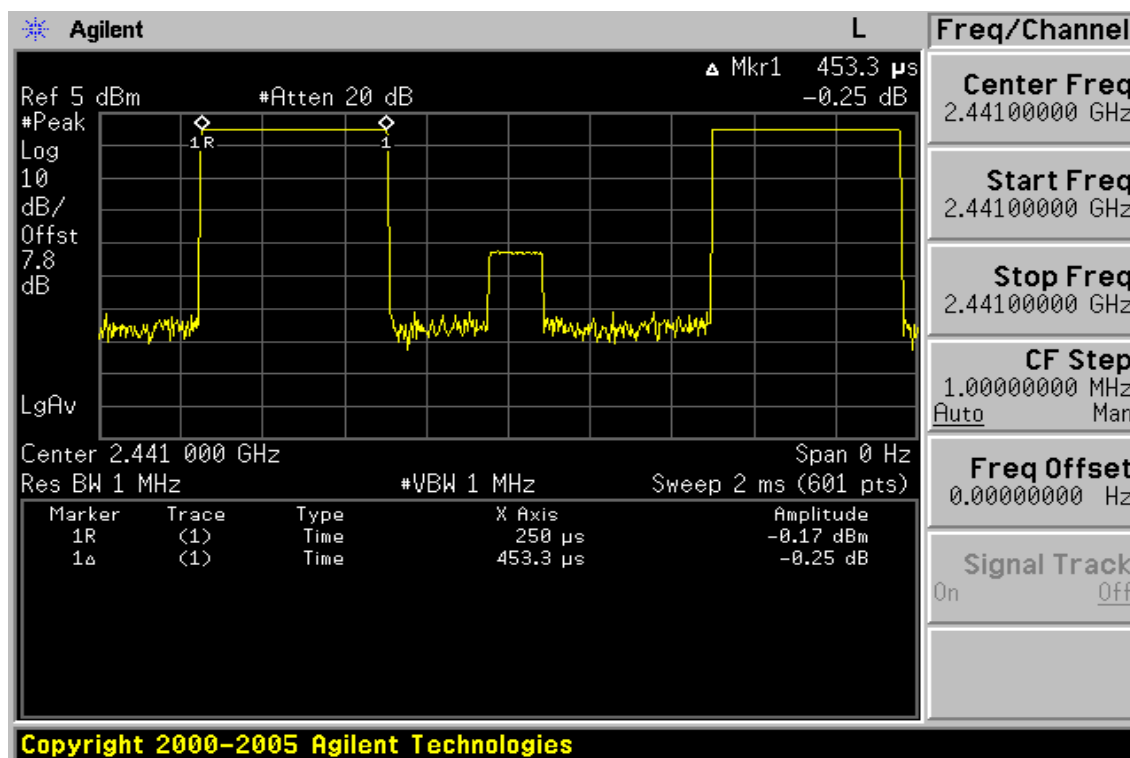 Agilent L Freq/Channel
Δ Mkr1 453.3 µs
Ref 5 dBm #Atten 20 dB -0.25 dB
#Peak
Log
10
dB/
Offst
7.8
dB
LgAv
1R 1
Center 2.441 000 GHz Span 0 Hz
Res BW 1 MHz #VBW 1 MHz Sweep 2 ms (601 pts)
Marker Trace Type X Axis Amplitude
1R (1) Time 250 µs -0.17 dBm
1Δ (1) Time 453.3 µs -0.25 dB
Center Freq
2.44100000 GHz
Start Freq
2.44100000 GHz
Stop Freq
2.44100000 GHz
CF Step
1.00000000 MHz
Auto Man
Freq Offset
0.00000000 Hz
Signal Track
On Off
Copyright 2000-2005 Agilent Technologies